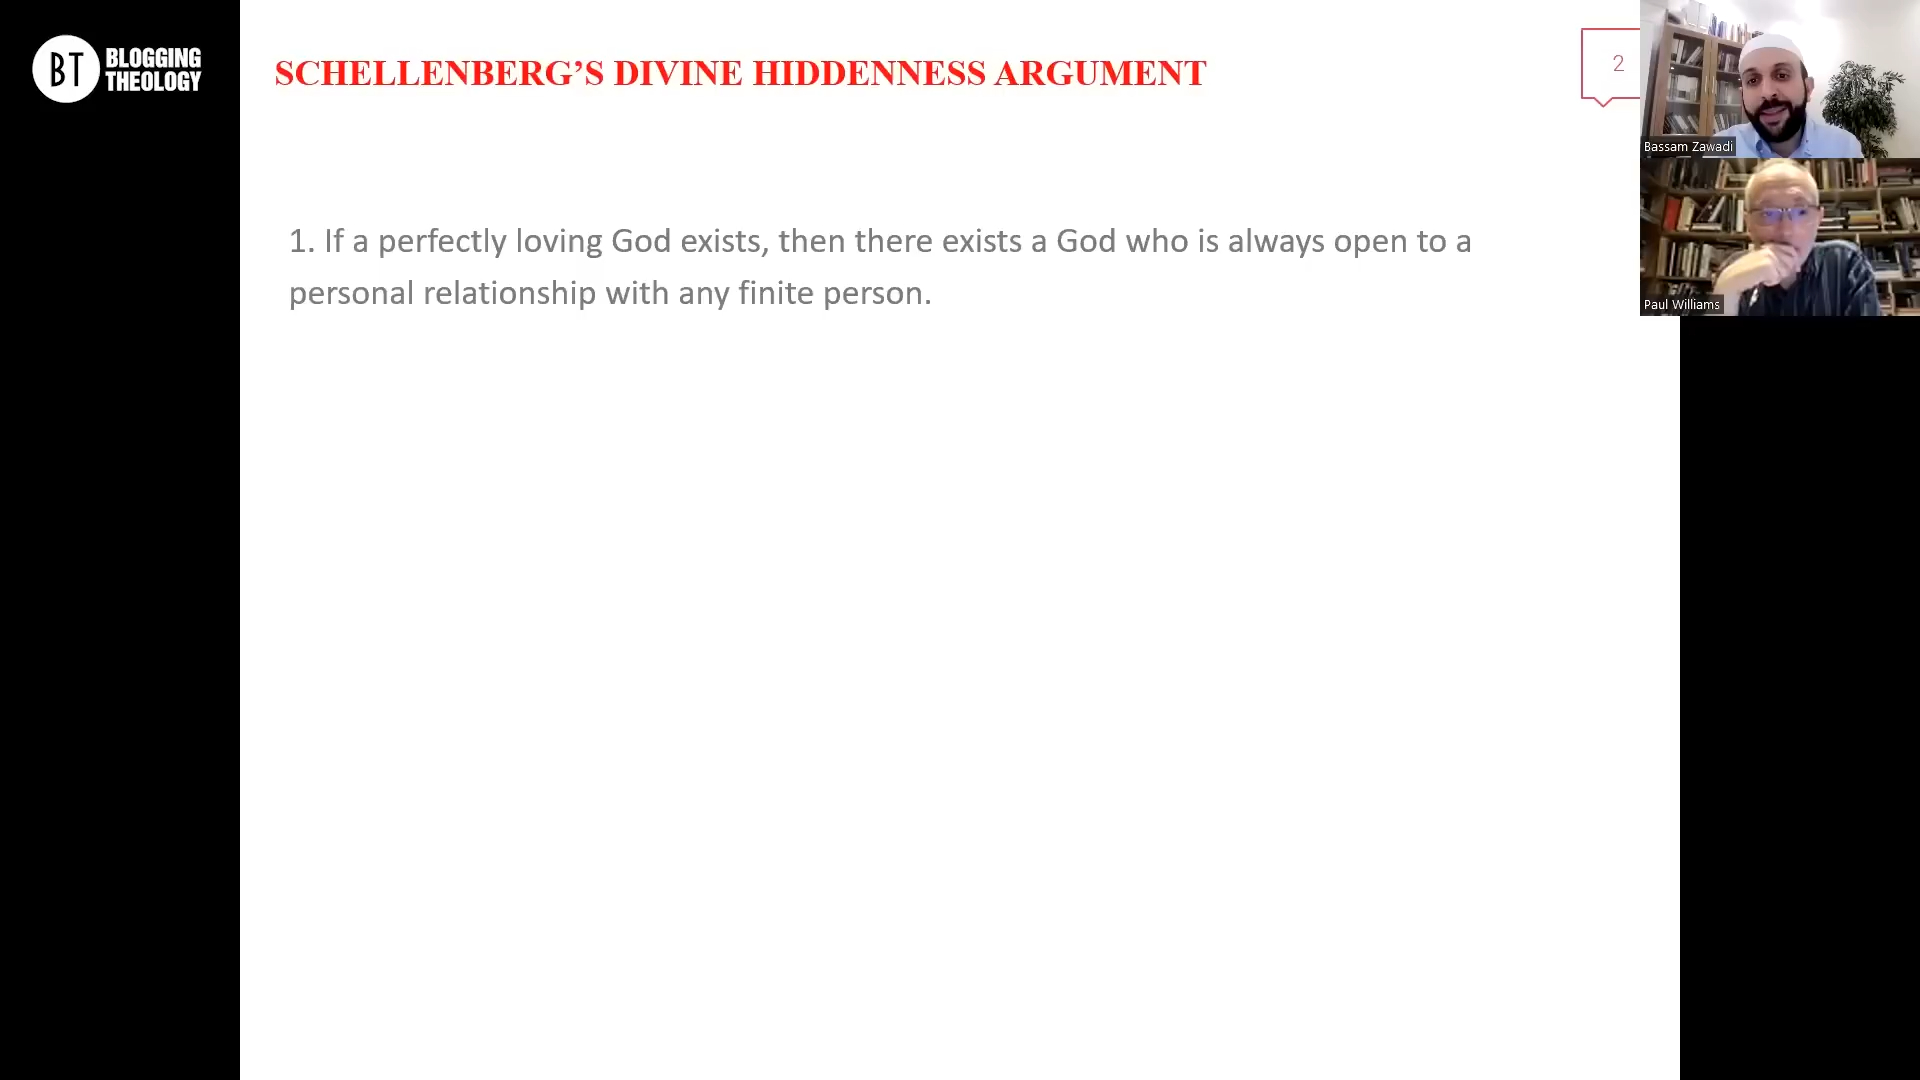 BT BLOGGING
THEOLOGY
SCHELLENBERG’S DIVINE HIDDENNESS ARGUMENT
2
Bassam Zawadi
Paul Williams
1. If a perfectly loving God exists, then there exists a God who is always open to a
personal relationship with any finite person.